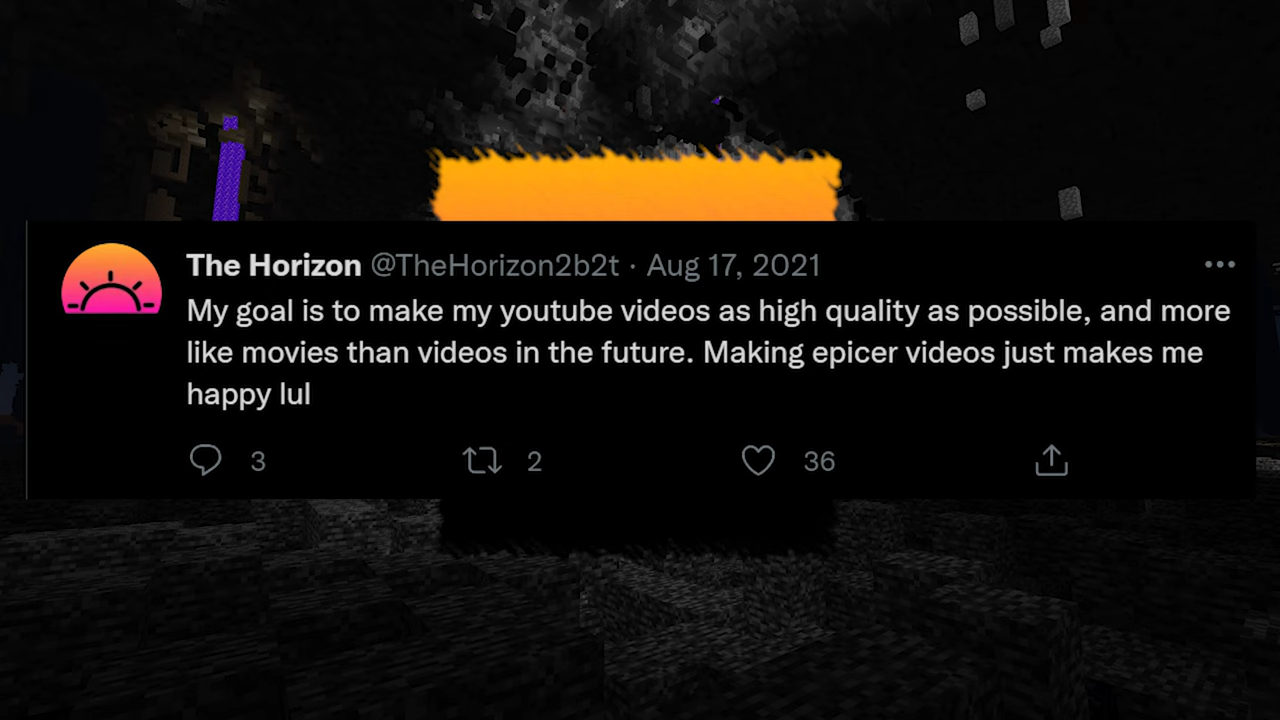 The Horizon @TheHorizon2b2t · Aug 17, 2021
My goal is to make my youtube videos as high quality as possible, and more
like movies than videos in the future. Making epicer videos just makes me
happy lul
3 2 36